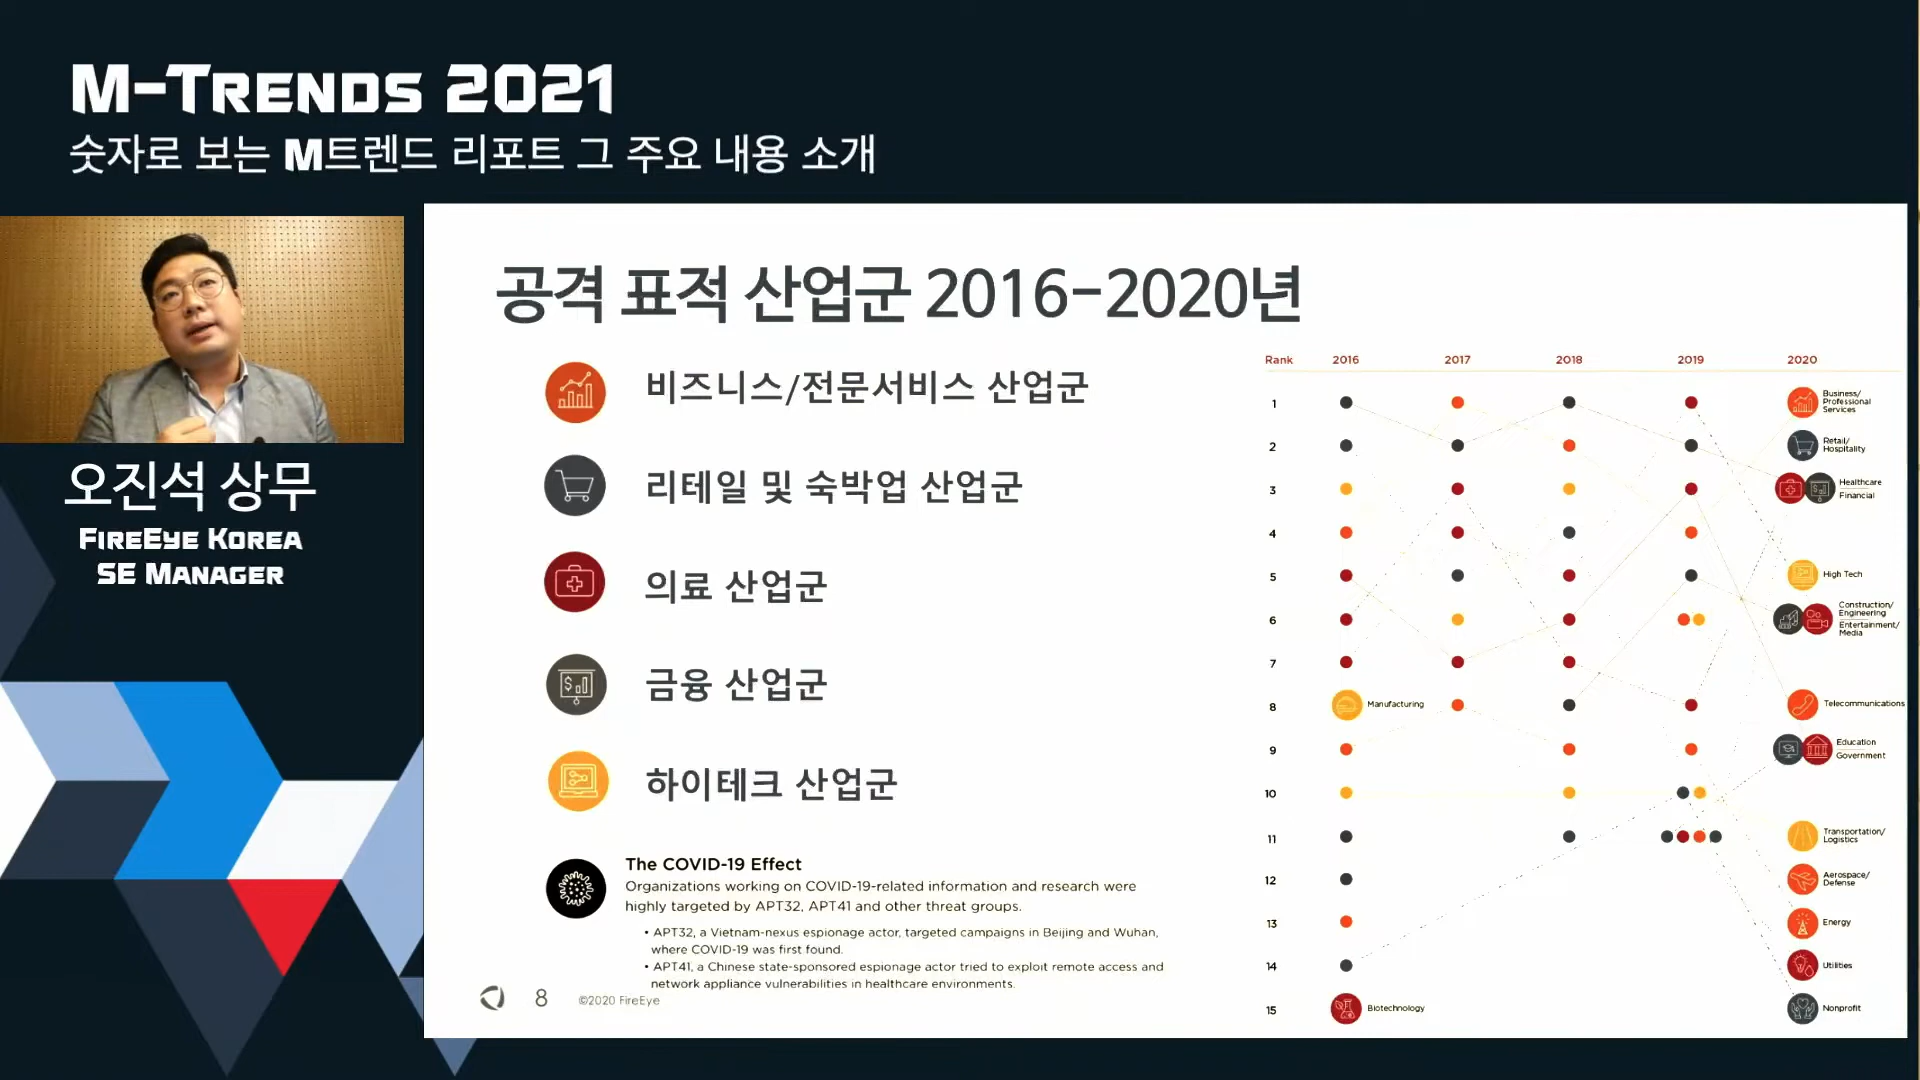 M-Trends 2021
숫자로 보는 M트렌드 리포트 그 주요 내용 소개
오진석 상무
FireEye Korea
SE Manager
공격 표적 산업군 2016-2020년
비즈니스/전문서비스 산업군
리테일 및 숙박업 산업군
의료 산업군
금융 산업군
하이테크 산업군
The COVID-19 Effect
Organizations working on COVID-19-related information and research were
highly targeted by APT32, APT41 and other threat groups.
• APT32, a Vietnam-nexus espionage actor, targeted campaigns in Beijing and Wuhan,
where COVID-19 was first found.
• APT41, a Chinese state-sponsored espionage actor tried to exploit remote access and
network appliance vulnerabilities in healthcare environments.
8 ©2020 FireEye
Rank 2016 2017 2018 2019 2020
1
Business/
Professional
Services
2
Retail/
Hospitality
3
Healthcare
Financial
4
5
High Tech
6
Construction/
Engineering
Entertainment/
Media
7
8
Manufacturing
Telecommunications
9
Education
Government
10
11
Transportation/
Logistics
12
Aerospace/
Defense
13
Energy
14
Utilities
15
Biotechnology
Nonprofit